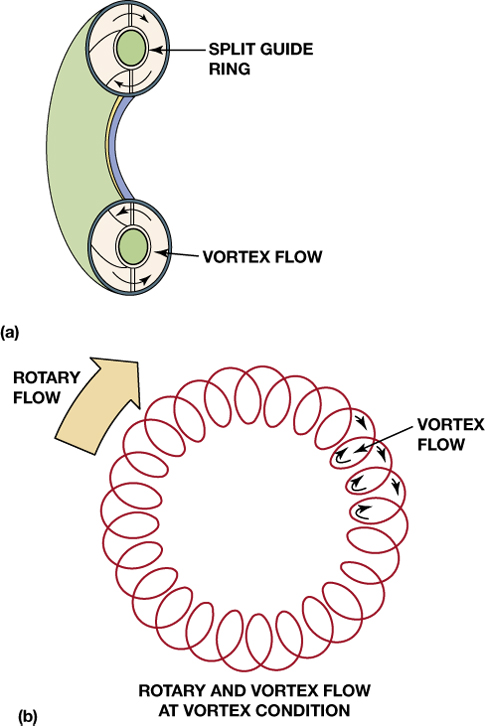 SPLIT GUIDE
RING
VORTEX FLOW
(a)
ROTARY
FLOW
VORTEX
FLOW
ROTARY AND VORTEX FLOW
AT VORTEX CONDITION
(b)